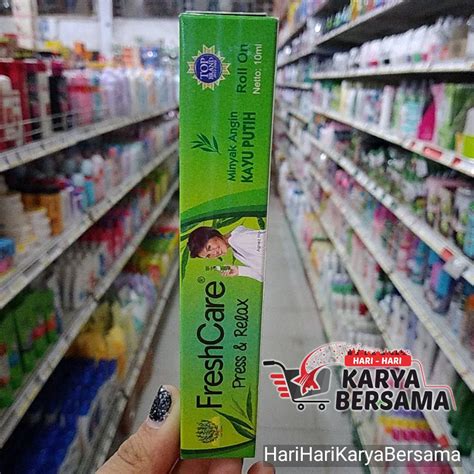 TOP
BRAND
Roll On
Netto: 10ml
Minyak Angin
KAYU PUTIH
FreshCare®
Press & Relax
HARI - HARI
KARYA
BERSAMA
HariHariKaryaBersama